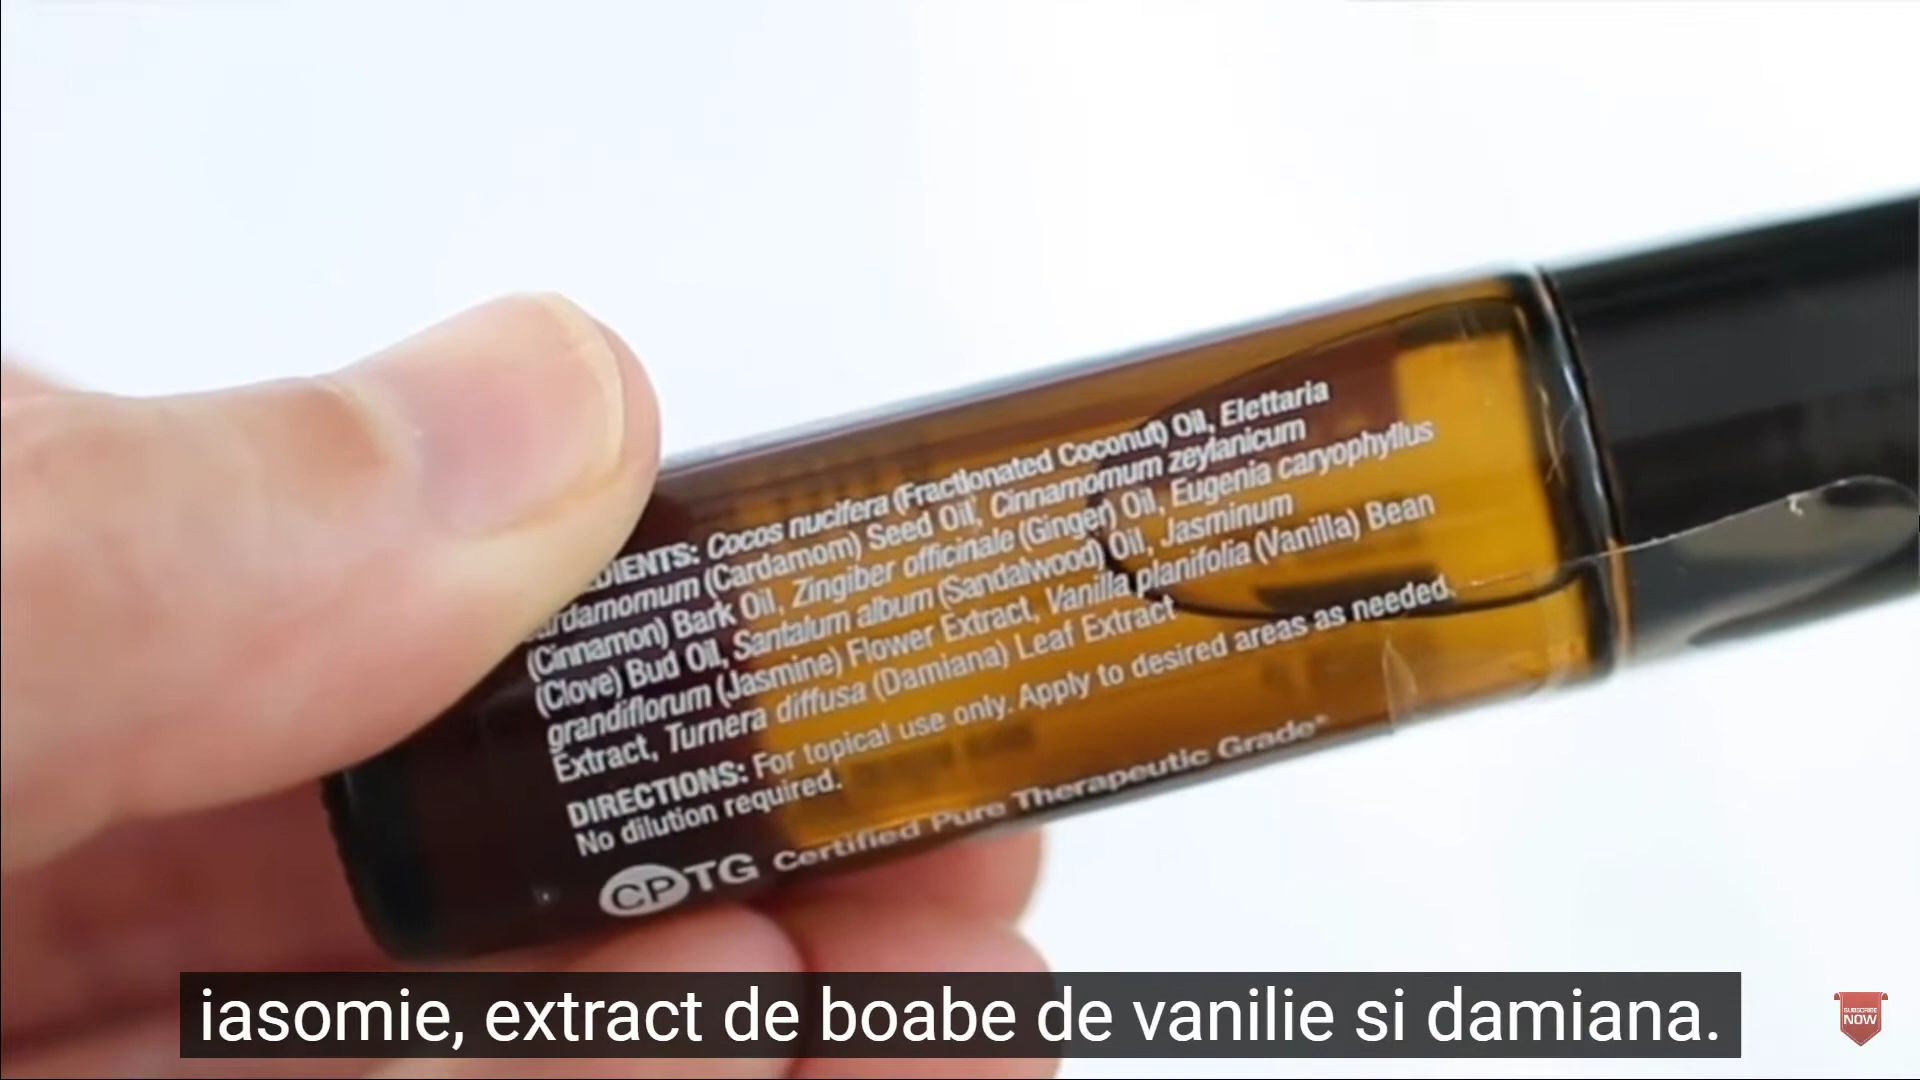 DIENTS: Cocos nucifera (Fractionated Coconut) Oil, Elettaria
ardamomum (Cardamom) Seed Oil, Cinnamomum zeylanicum
(Cinnamon) Bark Oil, Zingiber officinale (Ginger) Oil, Eugenia caryophyllus
(Clove) Bud Oil, Santalum album (Sandalwood) Oil, Jasminum
grandiflorum (Jasmine) Flower Extract, Vanilla planifolia (Vanilla) Bean
Extract, Turnera diffusa (Damiana) Leaf Extract
DIRECTIONS: For topical use only. Apply to desired areas as needed.
No dilution required.
CPTG Certified Pure Therapeutic Grade®
iasomie, extract de boabe de vanilie si damiana.
SUBSCRIBE
NOW